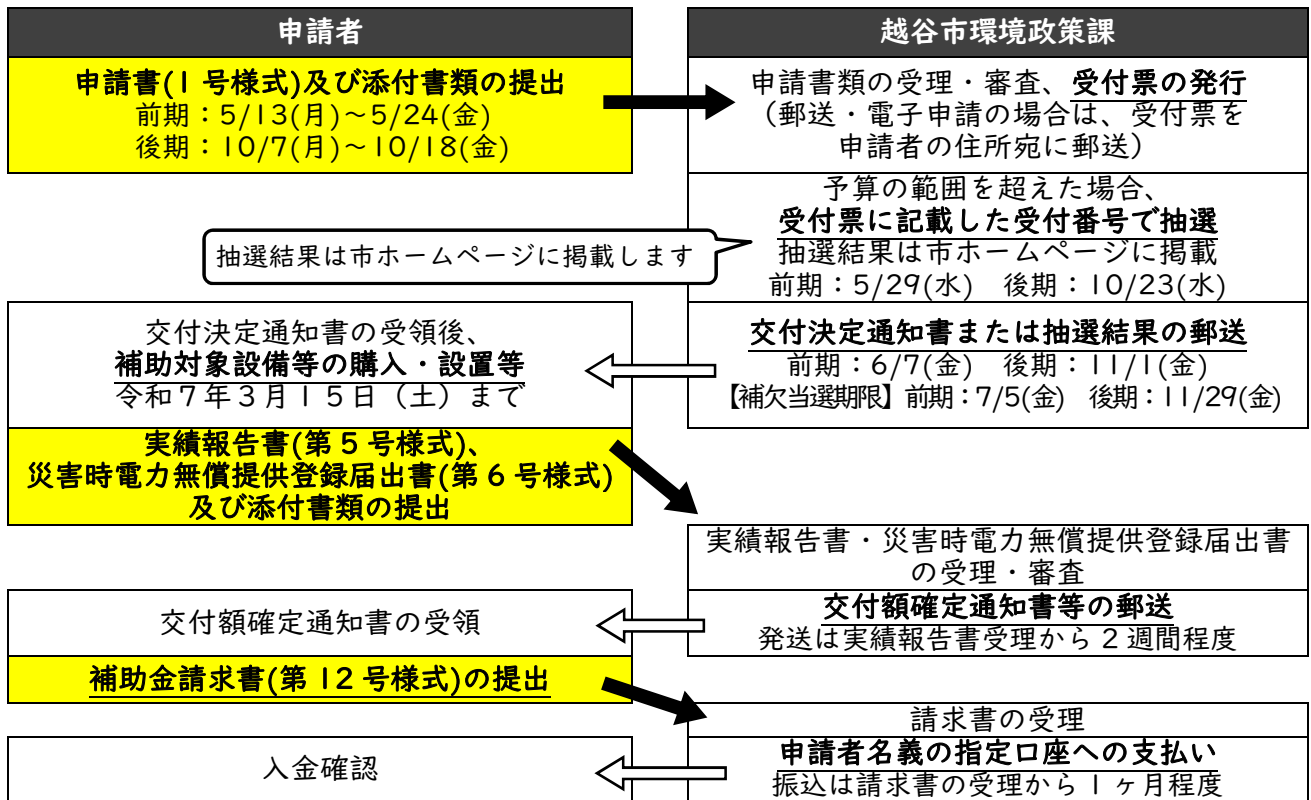 申請者
越谷市環境政策課
申請書(1号様式)及び添付書類の提出
前期：5/13(月)～5/24(金)
後期：10/7(月)～10/18(金)
申請書類の受理・審査、受付票の発行
（郵送・電子申請の場合は、受付票を
申請者の住所宛に郵送）
予算の範囲を超えた場合、
受付票に記載した受付番号で抽選
抽選結果は市ホームページに掲載
前期：5/29(水)　後期：10/23(水)
抽選結果は市ホームページに掲載します
交付決定通知書または抽選結果の郵送
前期：6/7(金)　後期：11/1(金)
【補欠当選期限】前期：7/5(金)　後期：11/29(金)
交付決定通知書の受領後、
補助対象設備等の購入・設置等
令和７年３月１５日（土）まで
実績報告書(第5号様式)、
災害時電力無償提供登録届出書(第6号様式)
及び添付書類の提出
実績報告書・災害時電力無償提供登録届出書
の受理・審査
交付額確定通知書等の郵送
発送は実績報告書受理から2週間程度
交付額確定通知書の受領
補助金請求書(第12号様式)の提出
請求書の受理
申請者名義の指定口座への支払い
振込は請求書の受理から1ヶ月程度
入金確認